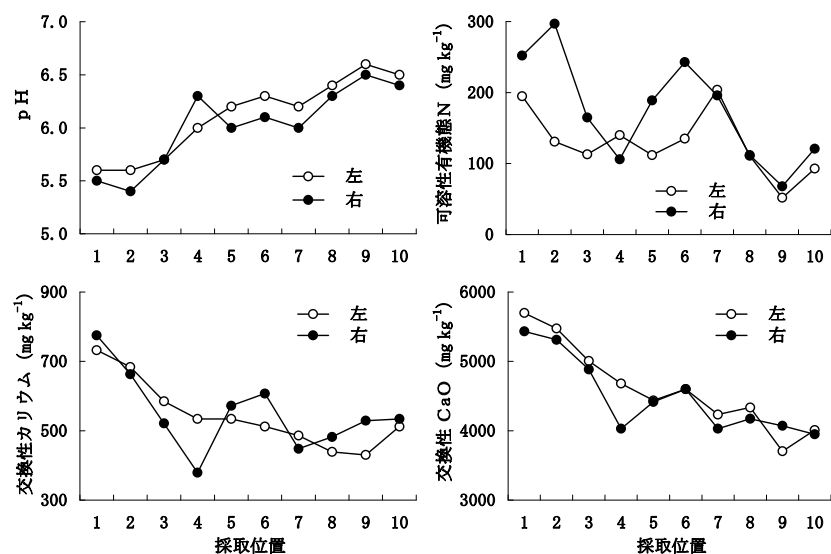 7.0
6.5
6.0
5.5
5.0
pH
左
右
1 2 3 4 5 6 7 8 9 10
300
200
100
0
可溶性有機態N (mg kg⁻¹)
左
右
1 2 3 4 5 6 7 8 9 10
900
700
500
300
交換性カリウム (mg kg⁻¹)
左
右
1 2 3 4 5 6 7 8 9 10
採取位置
6000
5000
4000
3000
交換性 CaO (mg kg⁻¹)
左
右
1 2 3 4 5 6 7 8 9 10
採取位置